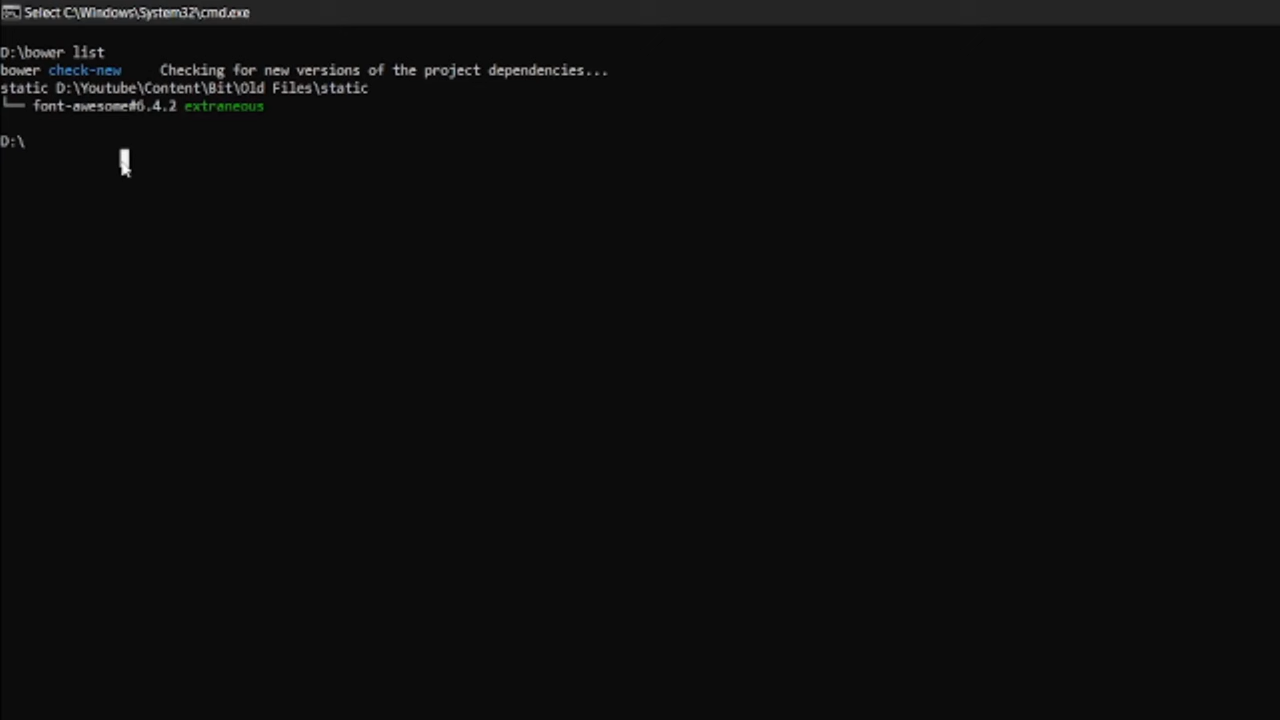 Select C:\Windows\System32\cmd.exe
D:\bower list
bower check-new    Checking for new versions of the project dependencies...
static D:\Youtube\Content\Bit\Old Files\static
└── font-awesome#6.4.2 extraneous
D:\